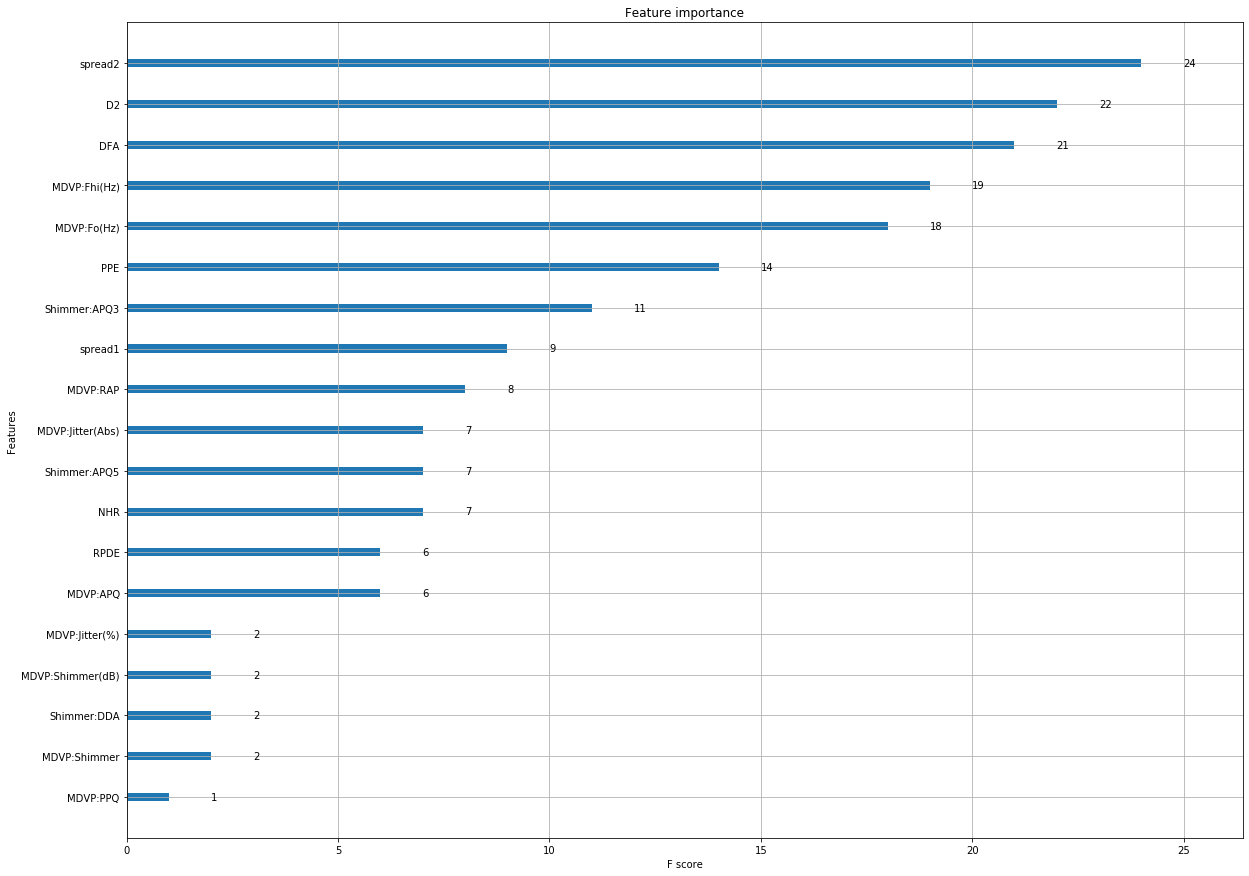 Feature importance
spread2 24
D2 22
DFA 21
MDVP:Fhi(Hz) 19
MDVP:Fo(Hz) 18
PPE 14
Shimmer:APQ3 11
spread1 9
MDVP:RAP 8
MDVP:Jitter(Abs) 7
Shimmer:APQ5 7
NHR 7
RPDE 6
MDVP:APQ 6
MDVP:Jitter(%) 2
MDVP:Shimmer(dB) 2
Shimmer:DDA 2
MDVP:Shimmer 2
MDVP:PPQ 1
Features
0 5 10 15 20 25
F score